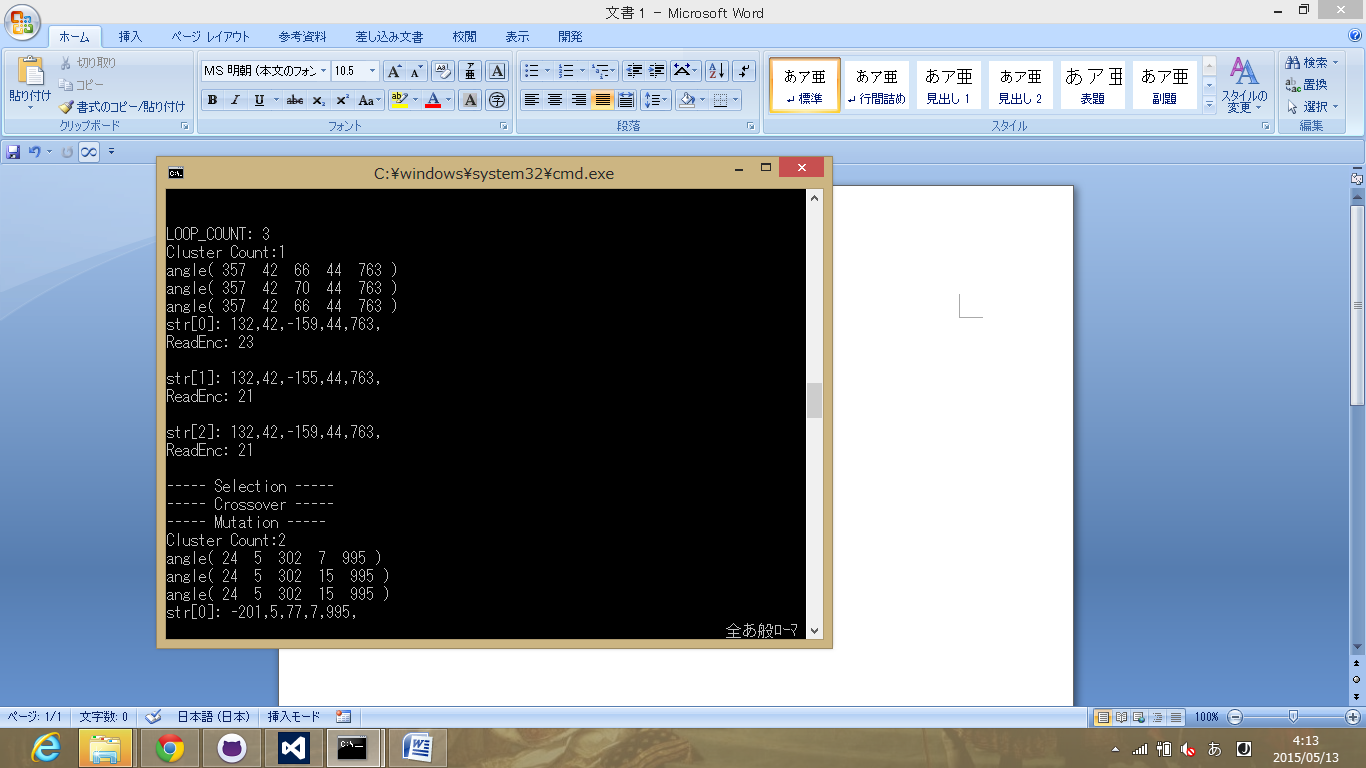 文書 1 - Microsoft Word
ホーム 挿入 ページ レイアウト 参考資料 差し込み文書 校閲 表示 開発
貼り付け
切り取り
コピー
書式のコピー/貼り付け
クリップボード
MS 明朝 (本文のフォン 10.5
フォント
段落
あア亜 あア亜 あア亜 あア亜 あア亜 あア亜
↵ 標準 ↵ 行間詰め 見出し 1 見出し 2 表題 副題
スタイルの
変更
スタイル
検索
置換
選択
編集
C:¥windows¥system32¥cmd.exe
LOOP_COUNT: 3
Cluster Count:1
angle( 357 42 66 44 763 )
angle( 357 42 70 44 763 )
angle( 357 42 66 44 763 )
str[0]: 132,42,-159,44,763,
ReadEnc: 23
str[1]: 132,42,-155,44,763,
ReadEnc: 21
str[2]: 132,42,-159,44,763,
ReadEnc: 21
----- Selection -----
----- Crossover -----
----- Mutation -----
Cluster Count:2
angle( 24 5 302 7 995 )
angle( 24 5 302 15 995 )
angle( 24 5 302 15 995 )
str[0]: -201,5,77,7,995,
全あ般ﾛｰﾏ
ページ: 1/1 文字数: 0 日本語 (日本) 挿入モード 100%
あ
4:13
2015/05/13